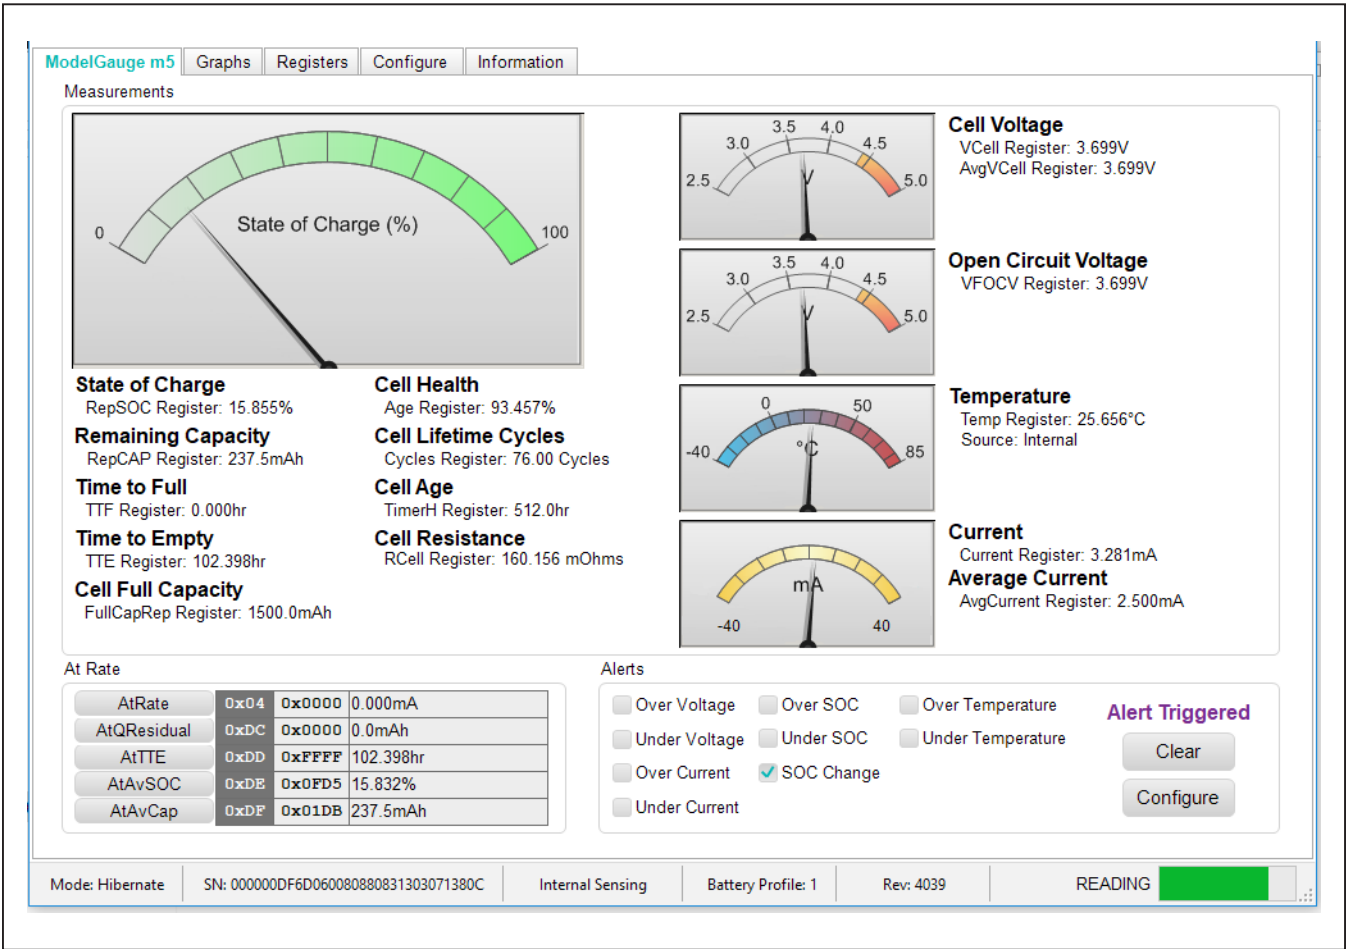 ModelGauge m5 Graphs Registers Configure Information
Measurements
0
State of Charge (%)
100
State of Charge
RepSOC Register: 15.855%
Remaining Capacity
RepCAP Register: 237.5mAh
Time to Full
TTF Register: 0.000hr
Time to Empty
TTE Register: 102.398hr
Cell Full Capacity
FullCapRep Register: 1500.0mAh
Cell Health
Age Register: 93.457%
Cell Lifetime Cycles
Cycles Register: 76.00 Cycles
Cell Age
TimerH Register: 512.0hr
Cell Resistance
RCell Register: 160.156 mOhms
2.5 3.0 3.5 4.0 4.5 5.0
V
Cell Voltage
VCell Register: 3.699V
AvgVCell Register: 3.699V
2.5 3.0 3.5 4.0 4.5 5.0
V
Open Circuit Voltage
VFOCV Register: 3.699V
-40 0 50 85
°C
Temperature
Temp Register: 25.656°C
Source: Internal
mA
-40 40
Current
Current Register: 3.281mA
Average Current
AvgCurrent Register: 2.500mA
At Rate
AtRate 0x04 0x0000 0.000mA
AtQResidual 0xDC 0x0000 0.0mAh
AtTTE 0xDD 0xFFFF 102.398hr
AtAvSOC 0xDE 0x0FD5 15.832%
AtAvCap 0xDF 0x01DB 237.5mAh
Alerts
Over Voltage Over SOC Over Temperature
Under Voltage Under SOC Under Temperature
Over Current SOC Change
Under Current
Alert Triggered
Clear
Configure
Mode: Hibernate SN: 000000DF6D060080880831303071380C Internal Sensing Battery Profile: 1 Rev: 4039 READING